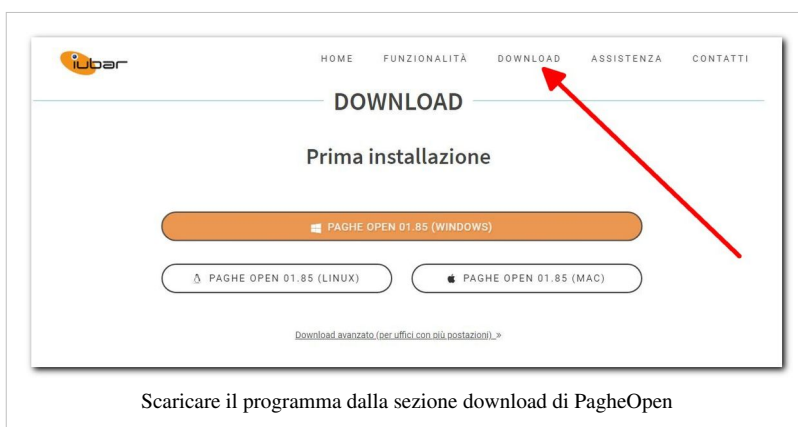 iubar
HOME FUNZIONALITÀ DOWNLOAD ASSISTENZA CONTATTI
DOWNLOAD
Prima installazione
PAGHE OPEN 01.85 (WINDOWS)
PAGHE OPEN 01.85 (LINUX) PAGHE OPEN 01.85 (MAC)
Download avanzato (per uffici con più postazioni) »
Scaricare il programma dalla sezione download di PagheOpen